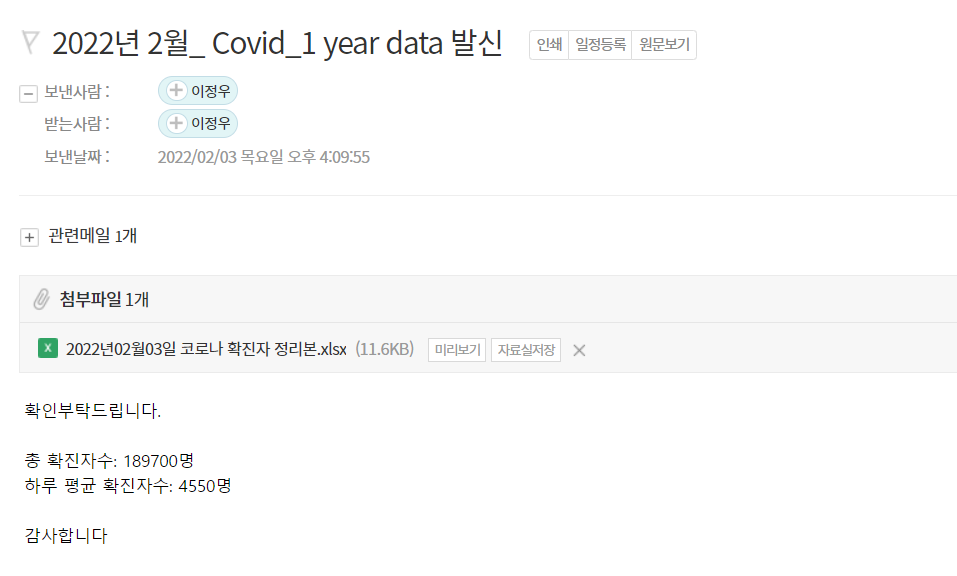 2022년 2월_ Covid_1 year data 발신 인쇄 일정등록 원문보기
보낸사람 : 이정우
받는사람 : 이정우
보낸날짜 : 2022/02/03 목요일 오후 4:09:55
관련메일 1개
첨부파일 1개
X 2022년02월03일 코로나 확진자 정리본.xlsx (11.6KB) 미리보기 자료실저장
확인부탁드립니다.
총 확진자수: 189700명
하루 평균 확진자수: 4550명
감사합니다